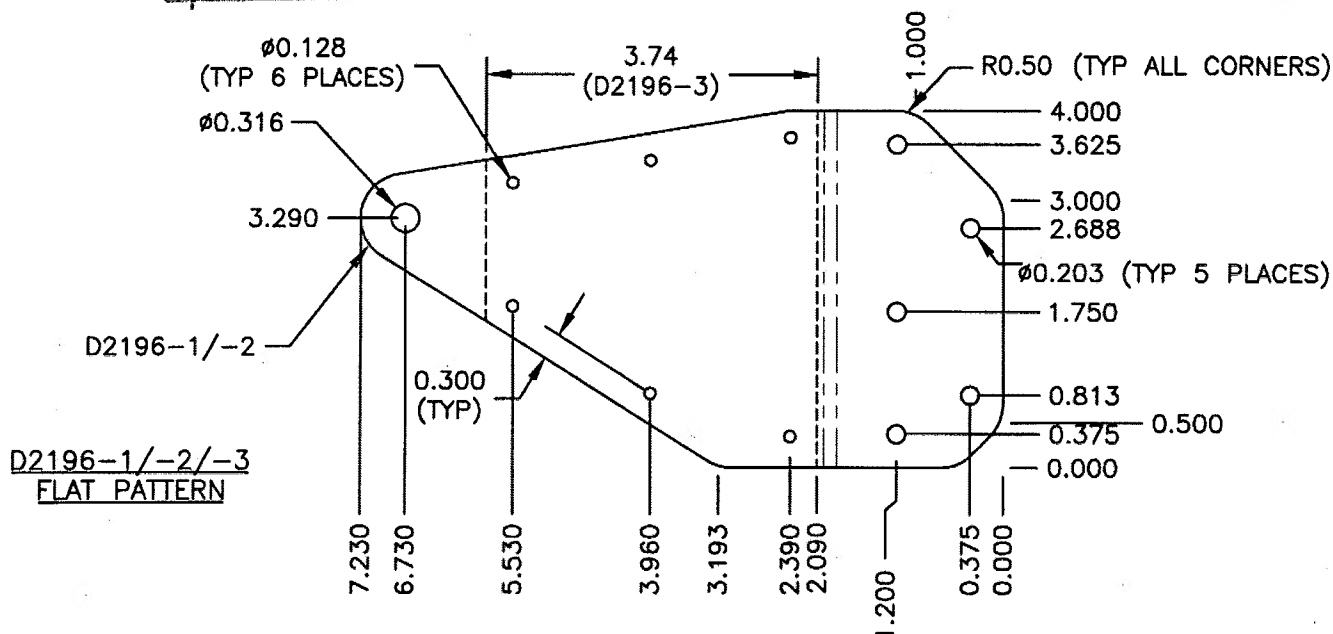 ø0.128
(TYP 6 PLACES)
3.74
(D2196-3)
1.000
R0.50 (TYP ALL CORNERS)
ø0.316
4.000
3.625
3.290
3.000
2.688
ø0.203 (TYP 5 PLACES)
1.750
D2196-1/-2
0.300
(TYP)
0.813
0.375
0.500
0.000
D2196-1/-2/-3
FLAT PATTERN
7.230
6.730
5.530
3.960
3.193
2.390
2.090
1.200
0.375
0.000